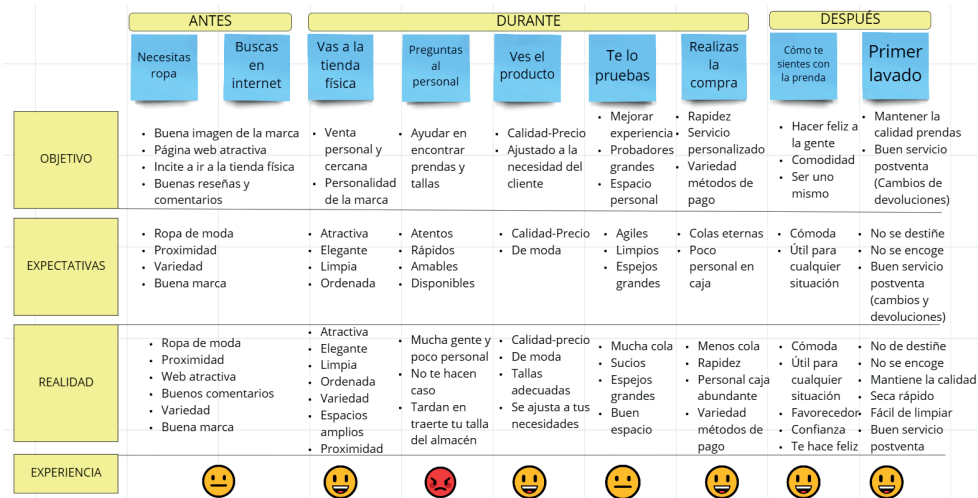 ANTES
DURANTE
DESPUÉS
Necesitas
ropa
Buscas
en
internet
Vas a la
tienda
física
Preguntas
al
personal
Ves el
producto
Te lo
pruebas
Realizas
la
compra
Cómo te
sientes con
la prenda
Primer
lavado
OBJETIVO
• Buena imagen de la marca
• Página web atractiva
• Incite a ir a la tienda física
• Buenas reseñas y
comentarios
• Venta
personal y
cercana
• Personalidad
de la marca
• Ayudar en
encontrar
prendas y
tallas
• Calidad-Precio
• Ajustado a la
necesidad del
cliente
• Mejorar
experiencia
• Probadores
grandes
• Espacio
personal
• Rapidez
• Servicio
personalizado
• Variedad
métodos de
pago
• Hacer feliz a
la gente
• Comodidad
• Ser uno
mismo
• Mantener la
calidad prendas
• Buen servicio
postventa
(Cambios de
devoluciones)
EXPECTATIVAS
• Ropa de moda
• Proximidad
• Variedad
• Buena marca
• Atractiva
• Elegante
• Limpia
• Ordenada
• Atentos
• Rápidos
• Amables
• Disponibles
• Calidad-Precio
• De moda
• Agiles
• Limpios
• Espejos
grandes
• Colas eternas
• Poco
personal en
caja
• Cómoda
• Útil para
cualquier
situación
• No se destiñe
• No se encoge
• Buen servicio
postventa
(cambios y
devoluciones)
REALIDAD
• Ropa de moda
• Proximidad
• Web atractiva
• Buenos comentarios
• Variedad
• Buena marca
• Atractiva
• Elegante
• Limpia
• Ordenada
• Variedad
• Espacios
amplios
• Proximidad
• Mucha gente y
poco personal
• No te hacen
caso
• Tardan en
traerte tu talla
del almacén
• Calidad-precio
• De moda
• Tallas
adecuadas
• Se ajusta a tus
necesidades
• Mucha cola
• Sucios
• Espejos
grandes
• Buen
espacio
• Menos cola
• Rapidez
• Personal caja
abundante
• Variedad
métodos de
pago
• Cómoda
• Útil para
cualquier
situación
• Favorecedor
• Confianza
• Te hace feliz
• No de destiñe
• No se encoge
• Mantiene la calidad
• Seca rápido
• Fácil de limpiar
• Buen servicio
postventa
EXPERIENCIA